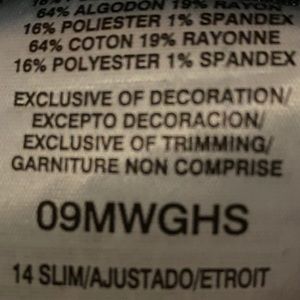 64% ALGODON 19% RAYON
16% POLIESTER 1% SPANDEX
64% COTON 19% RAYONNE
16% POLYESTER 1% SPANDEX
EXCLUSIVE OF DECORATION/
EXCEPTO DECORACION/
EXCLUSIVE OF TRIMMING/
GARNITURE NON COMPRISE
09MWGHS
14 SLIM/AJUSTADO/ETROIT